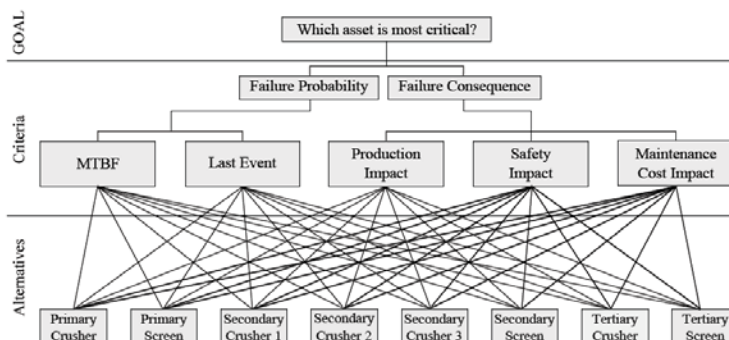 GOAL
Which asset is most critical?
Failure Probability
Failure Consequence
Criteria
MTBF
Last Event
Production
Impact
Safety
Impact
Maintenance
Cost Impact
Alternatives
Primary
Crusher
Primary
Screen
Secondary
Crusher 1
Secondary
Crusher 2
Secondary
Crusher 3
Secondary
Screen
Tertiary
Crusher
Tertiary
Screen